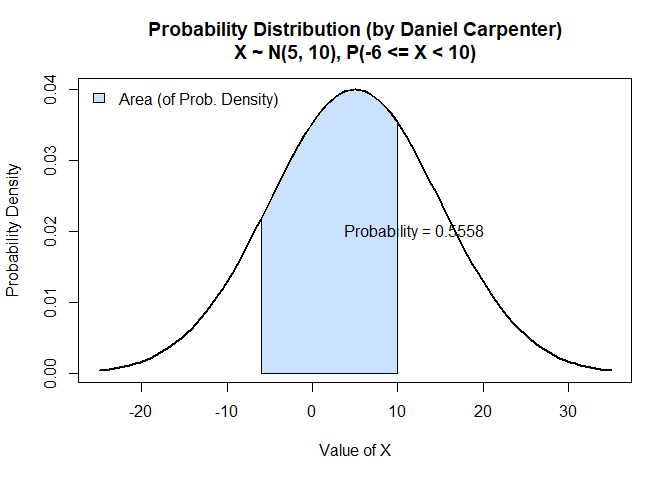 Probability Distribution (by Daniel Carpenter)
X ~ N(5, 10), P(-6 <= X < 10)
Area (of Prob. Density)
Probability = 0.5558
Probability Density
0.04
0.03
0.02
0.01
0.00
-20 -10 0 10 20 30
Value of X